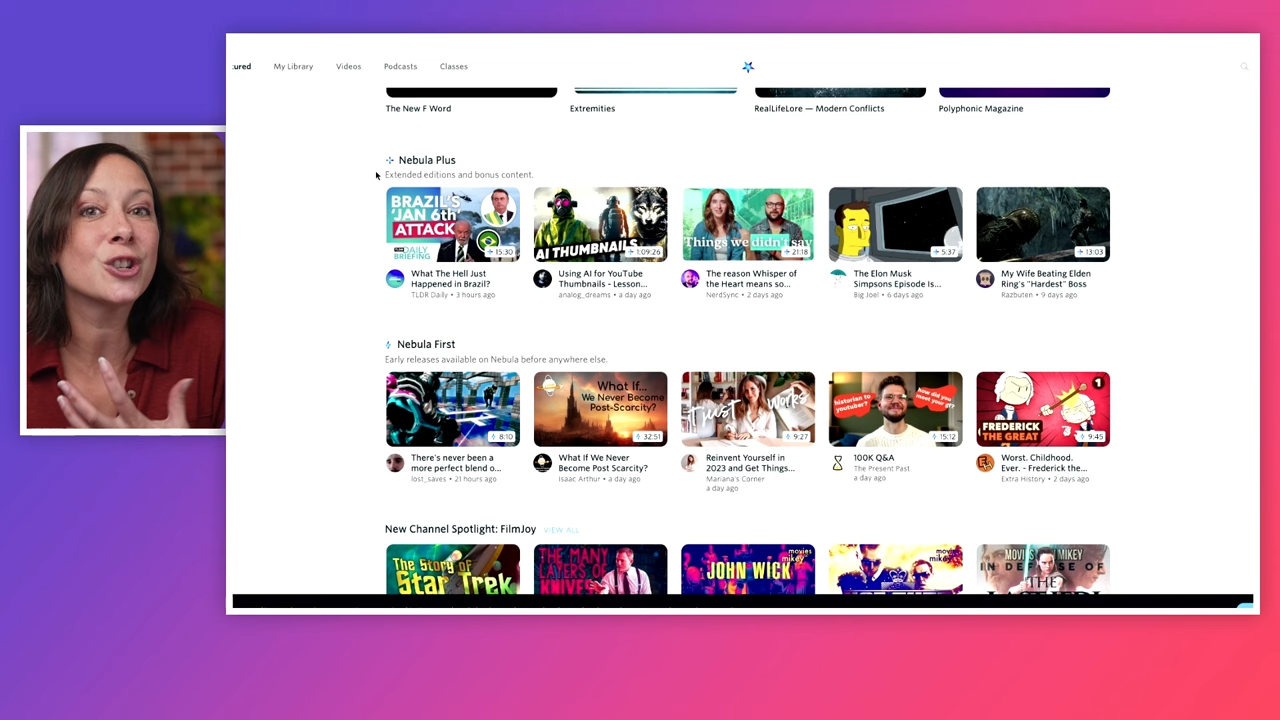 tured
My Library
Videos
Podcasts
Classes
The New F Word
Extremities
RealLifeLore — Modern Conflicts
Polyphonic Magazine
Nebula Plus
Extended editions and bonus content.
BRAZIL'S
'JAN 6th'
ATTACK
TLDR DAILY
BRIEFING
15:30
AI THUMBNAILS
1:09:26
Things we didn't say
21:18
5:37
13:03
What The Hell Just
Happened in Brazil?
TLDR Daily • 3 hours ago
Using AI for YouTube
Thumbnails - Lesson...
analog_dreams • a day ago
The reason Whisper of
the Heart means so...
NerdSync • 2 days ago
The Elon Musk
Simpsons Episode Is...
Big Joel • 6 days ago
My Wife Beating Elden
Ring's "Hardest" Boss
Razbuten • 9 days ago
Nebula First
Early releases available on Nebula before anywhere else.
8:10
What If...
We Never Become
Post-Scarcity?
32:51
trust
works
9:27
historian to
youtuber?
How did you
meet your gf?
15:12
1
FREDERICK
THE GREAT
9:45
There's never been a
more perfect blend o...
lost_saves • 21 hours ago
What If We Never
Become Post Scarcity?
Isaac Arthur • a day ago
Reinvent Yourself in
2023 and Get Things...
Mariana's Corner
a day ago
100K Q&A
The Present Past
a day ago
Worst. Childhood.
Ever. - Frederick the...
Extra History • 2 days ago
New Channel Spotlight: FilmJoy
VIEW ALL
The Story of
Star Trek
THE MANY
LAYERS OF
KNIVES
movies
mikey
JOHN WICK
movies
mikey
MOVIES
MIKEY
IN DEFENSE OF
THE